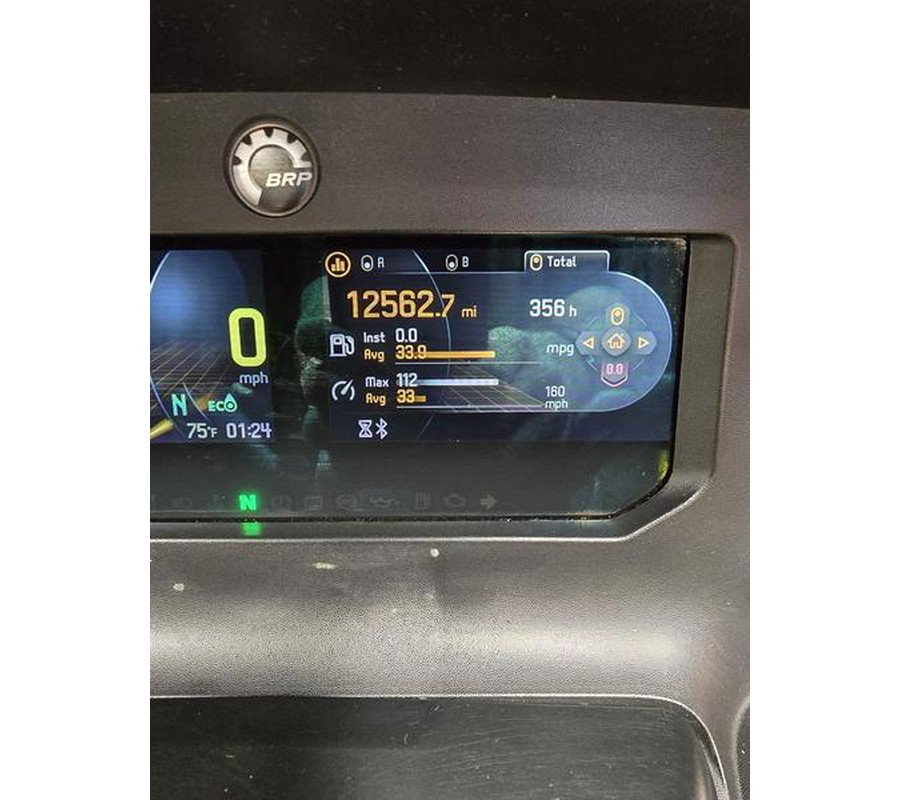 BRP
A B Total
12562.7 mi 356 h
Inst 0.0
Avg 33.9 mpg
Max 112
Avg 33 160 mph
0.0
0
mph
N ECO
75°F 01:24
N